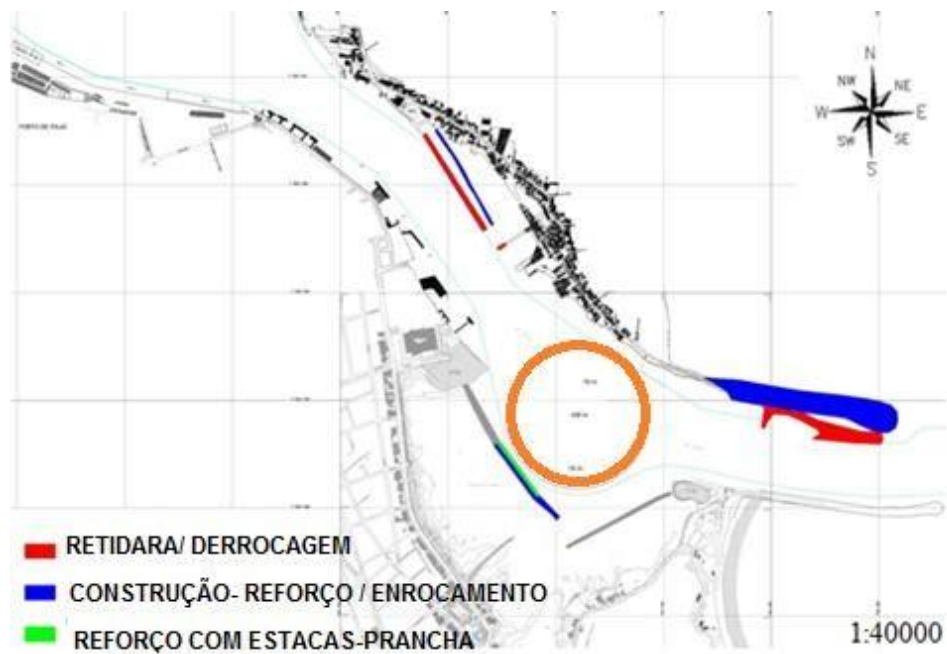 N
NW
NE
W
E
SW
SE
S
RETIDARA/ DERROCAGEM
CONSTRUÇÃO- REFORÇO / ENROCAMENTO
REFORÇO COM ESTACAS-PRANCHA
1:40000